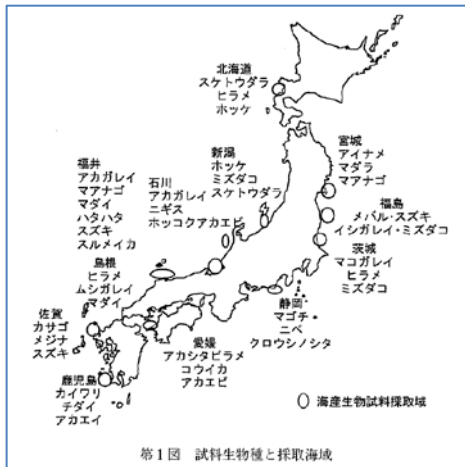 北海道
スケトウダラ
ヒラメ
ホッケ
宮城
アイナメ
マダラ
マアナゴ
新潟
ホッケ
ミズダコ
スケトウダラ
福井
アカガレイ
マアナゴ
マダイ
ハタハタ
スズキ
スルメイカ
石川
アカガレイ
ニギス
ホッコクアカエビ
福島
メバル・スズキ
イシガレイ・ミズダコ
茨城
マコガレイ
ヒラメ
ミズダコ
島根
ヒラメ
ムシガレイ
マダイ
静岡
マゴチ
ニベ
クロウシノシタ
佐賀
カサゴ
メジナ
スズキ
愛媛
アカシタビラメ
コウイカ
アカエビ
鹿児島
カイワリ
チダイ
アカエイ
海産生物試料採取域
第1図 試料生物種と採取海域